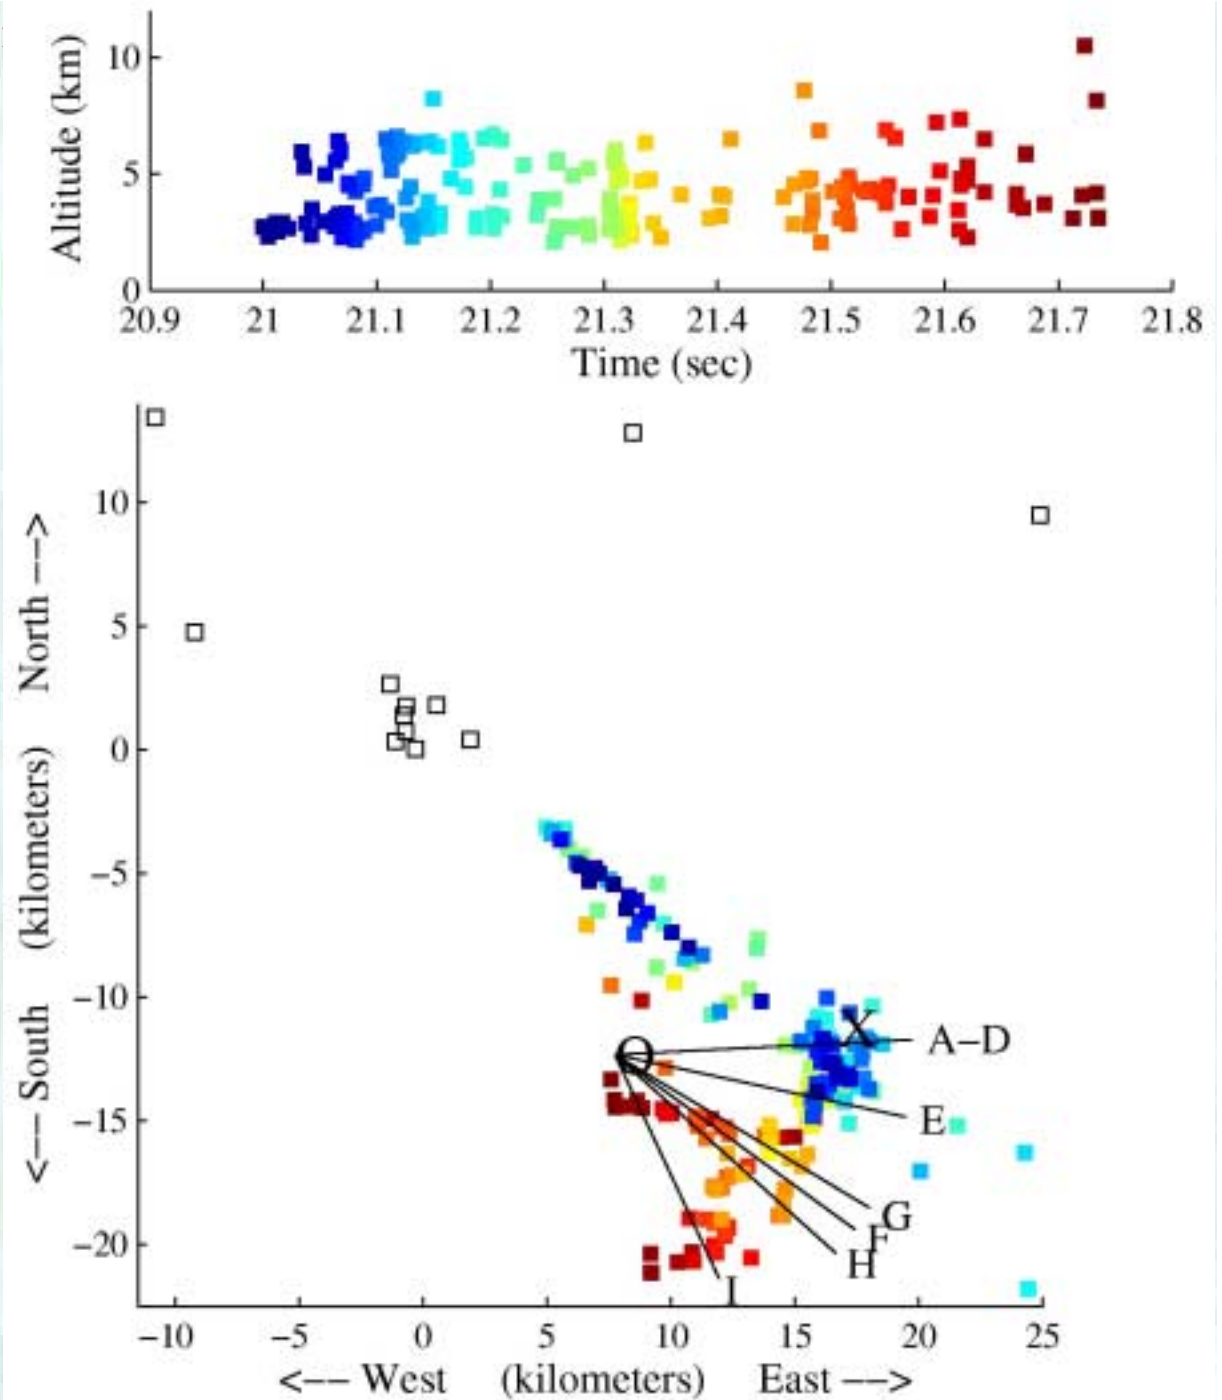 10
5
0
Altitude (km)
20.9 21 21.1 21.2 21.3 21.4 21.5 21.6 21.7 21.8
Time (sec)
10
5
0
−5
−10
−15
−20
<−− South (kilometers) North −−>
X
O
A−D
E
G
F
H
I
−10 −5 0 5 10 15 20 25
<−− West (kilometers) East −−>